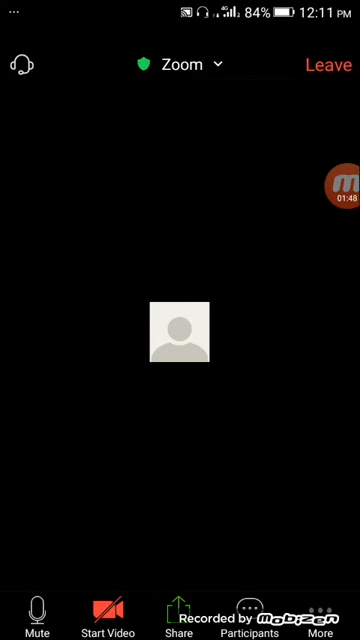 84% 12:11 PM
Zoom Leave
01:48
Mute Start Video Share Participants More
Recorded by Mobizen